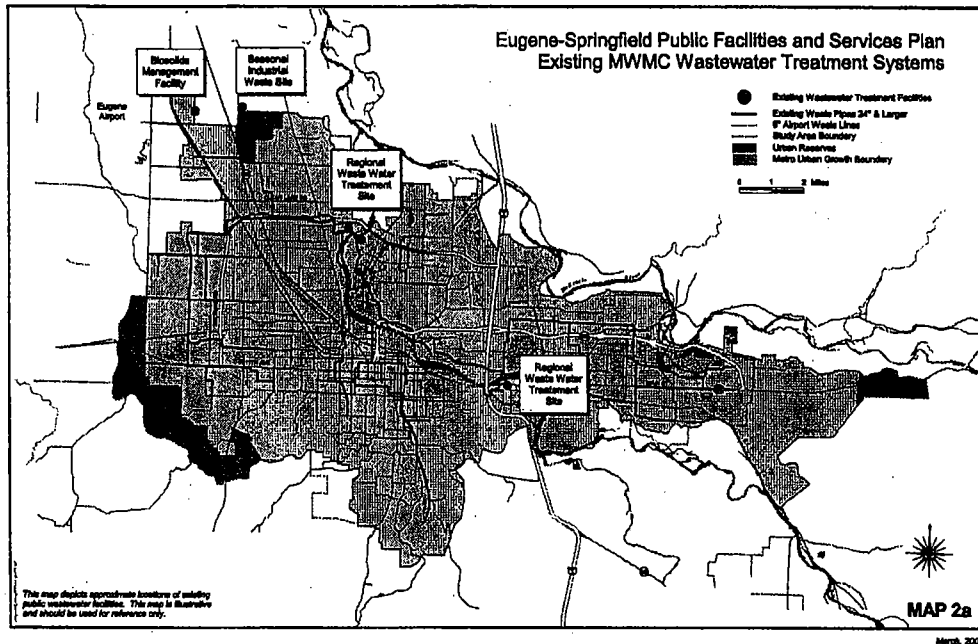 Eugene-Springfield Public Facilities and Services Plan
Existing MWMC Wastewater Treatment Systems
Biosolids
Management
Facility
Seasonal
Industrial
Waste Site
Eugene
Airport
Existing Wastewater Treatment Facilities
Existing Waste Pipes 24" & Larger
6" Airport Waste Lines
Study Area Boundary
Urban Reserves
Metro Urban Growth Boundary
0 1 2 Miles
Regional
Waste Water
Treatement
Site
Regional
Waste Water
Treatement
Site
This map depicts approximate locations of existing
public wastewater facilities. This map is illustrative
and should be used for reference only.
MAP 2a